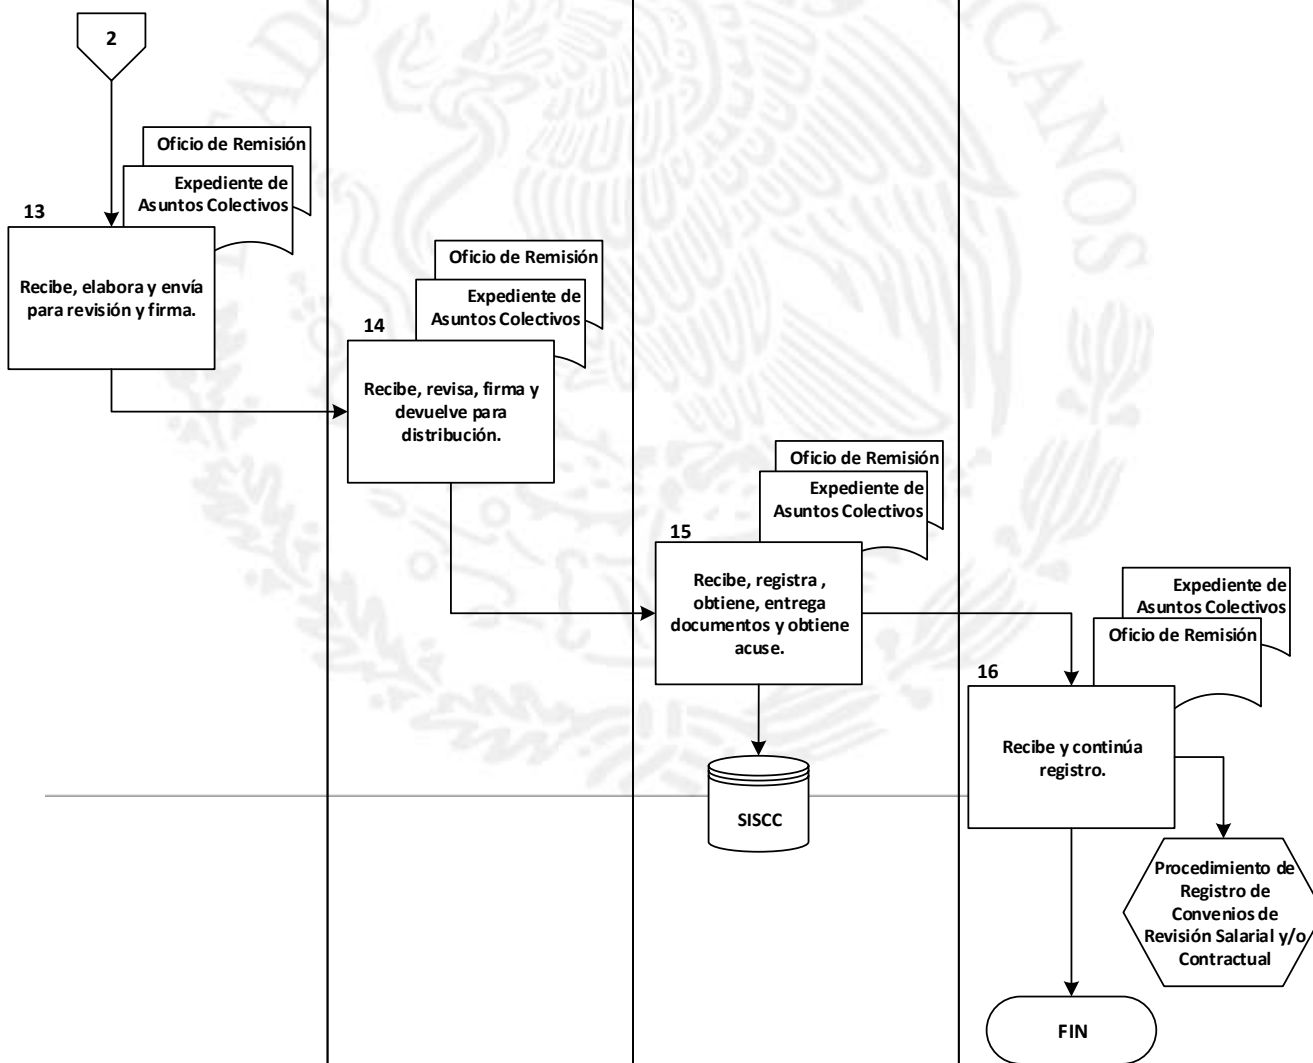 2
Oficio de Remisión
Expediente de
Asuntos Colectivos
13
Recibe, elabora y envía
para revisión y firma.
Oficio de Remisión
Expediente de
Asuntos Colectivos
14
Recibe, revisa, firma y
devuelve para
distribución.
Oficio de Remisión
Expediente de
Asuntos Colectivos
15
Recibe, registra ,
obtiene, entrega
documentos y obtiene
acuse.
SISCC
Expediente de
Asuntos Colectivos
Oficio de Remisión
16
Recibe y continúa
registro.
Procedimiento de
Registro de
Convenios de
Revisión Salarial y/o
Contractual
FIN